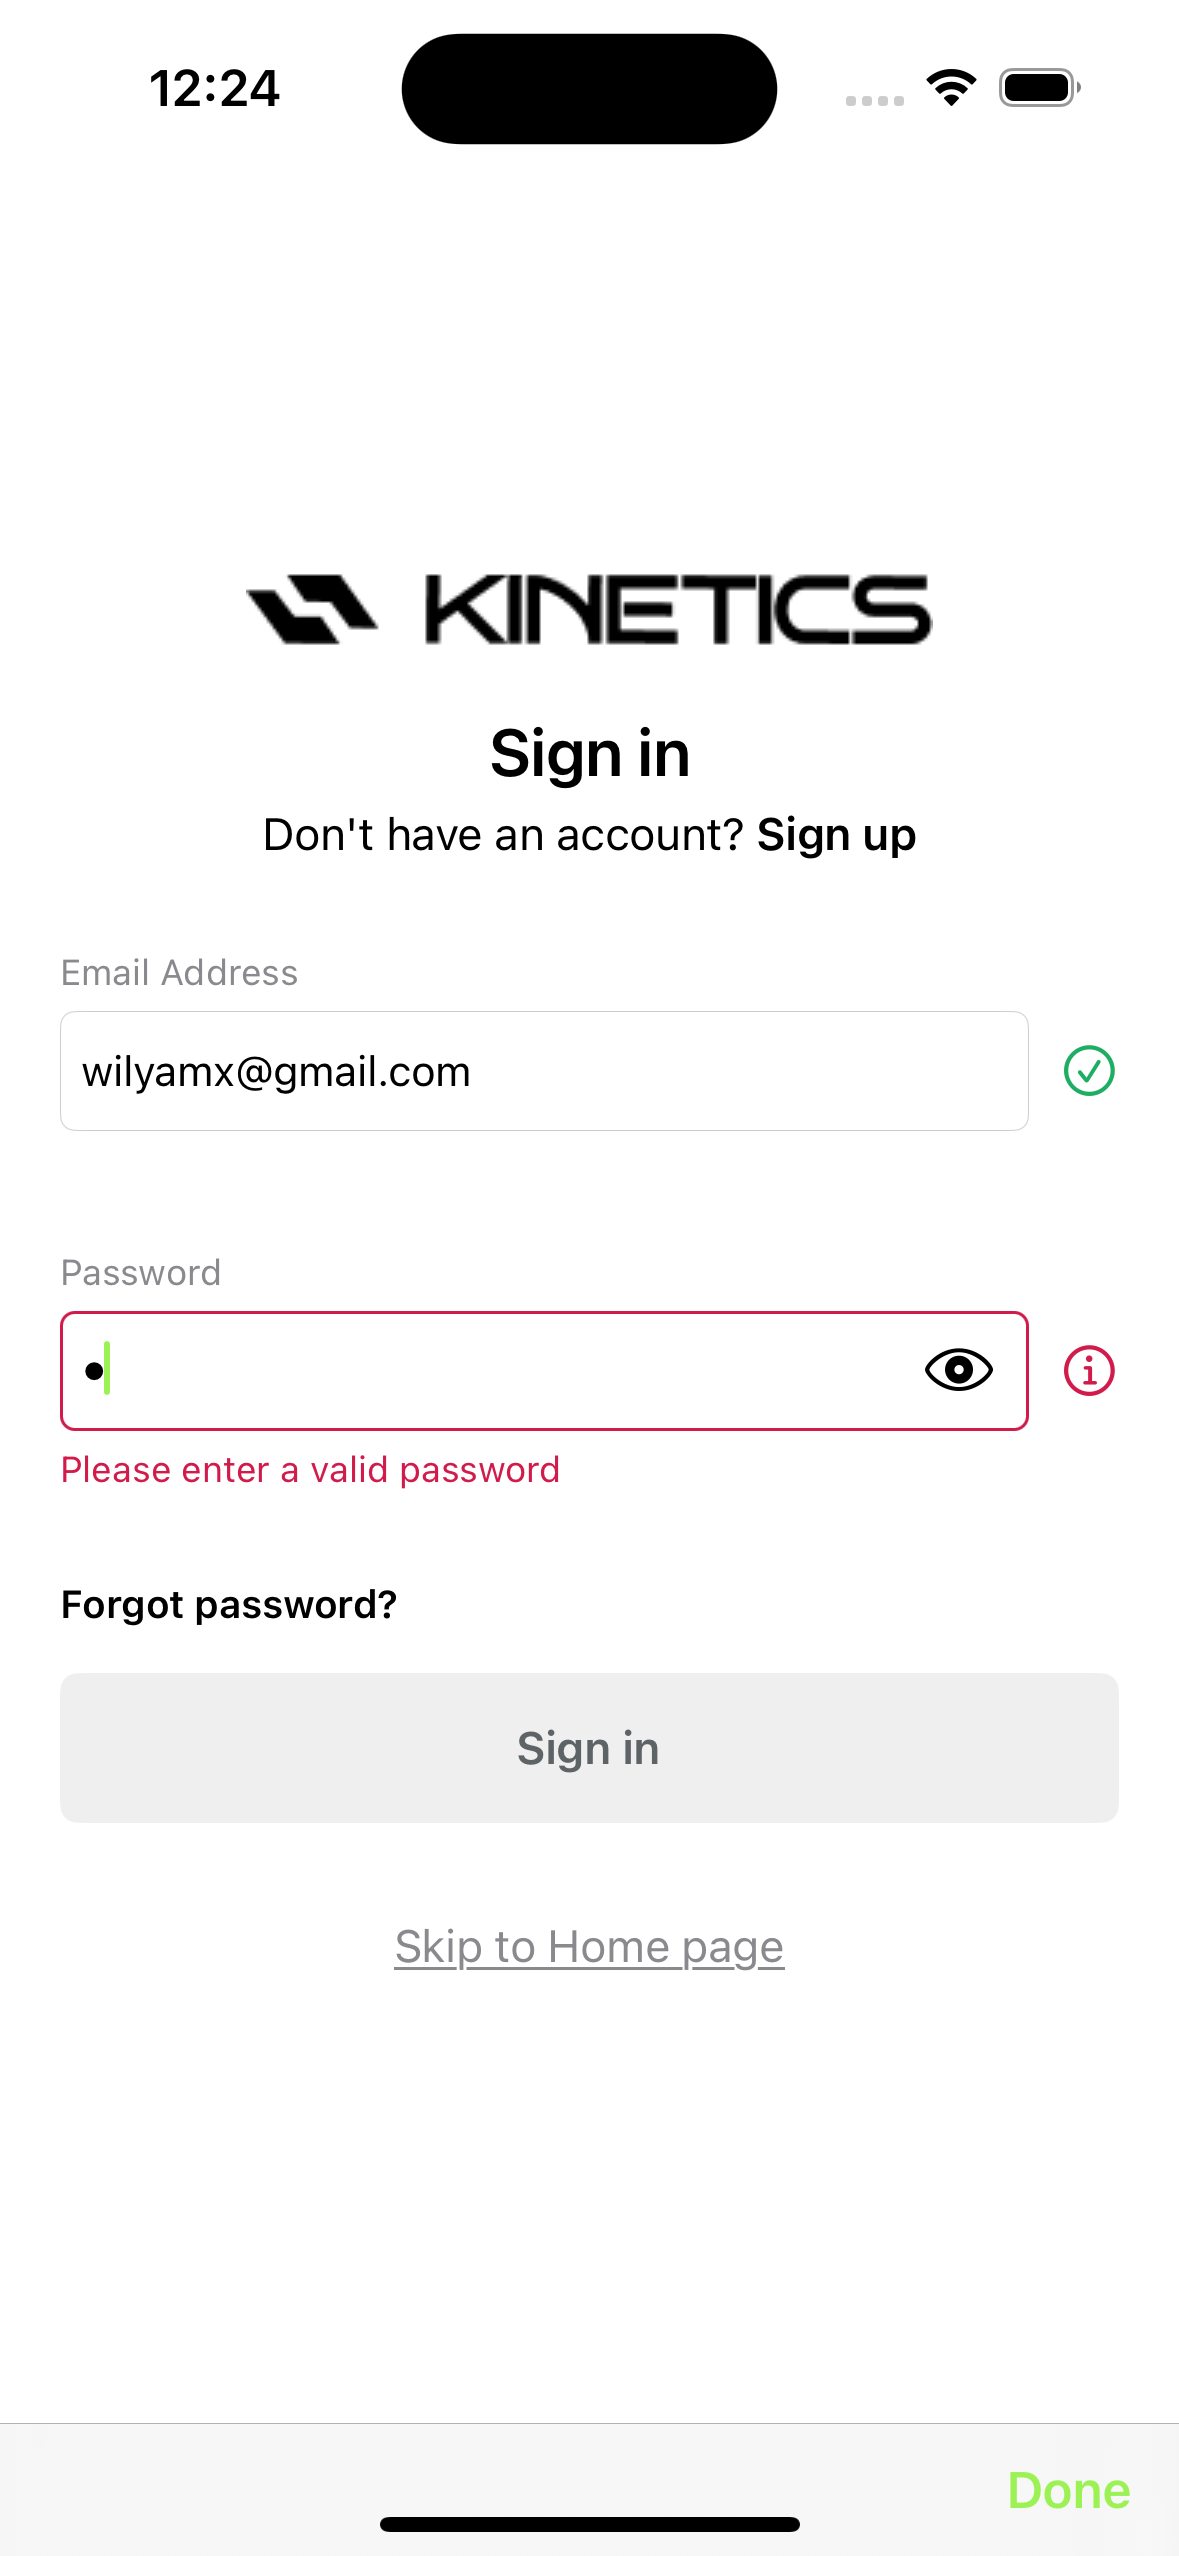 12:24
KINETICS
Sign in
Don't have an account? Sign up
Email Address
wilyamx@gmail.com
Password
Please enter a valid password
Forgot password?
Sign in
Skip to Home page
Done